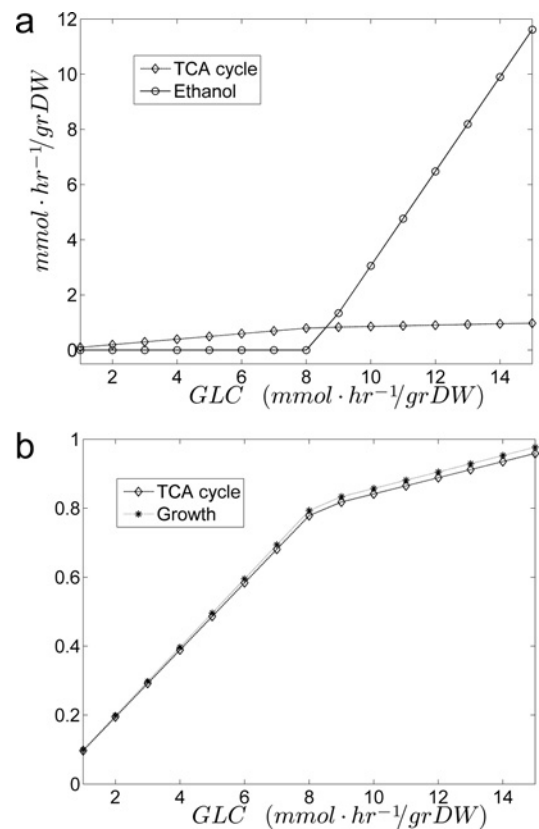 a
12
10
8
6
4
2
0
mmol · hr⁻¹/grDW
TCA cycle
Ethanol
2 4 6 8 10 12 14
GLC (mmol · hr⁻¹/grDW)
b
1
0.8
0.6
0.4
0.2
0
TCA cycle
Growth
2 4 6 8 10 12 14
GLC (mmol · hr⁻¹/grDW)